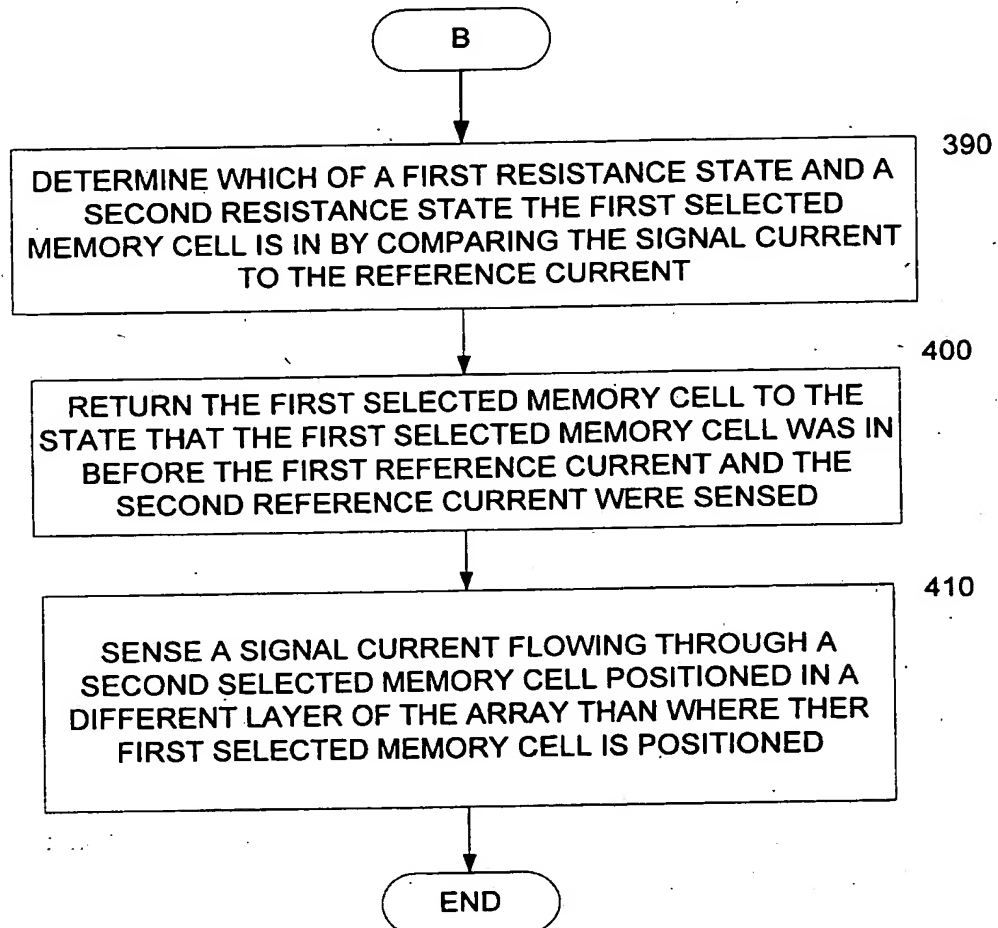 B
390
DETERMINE WHICH OF A FIRST RESISTANCE STATE AND A
SECOND RESISTANCE STATE THE FIRST SELECTED
MEMORY CELL IS IN BY COMPARING THE SIGNAL CURRENT
TO THE REFERENCE CURRENT
400
RETURN THE FIRST SELECTED MEMORY CELL TO THE
STATE THAT THE FIRST SELECTED MEMORY CELL WAS IN
BEFORE THE FIRST REFERENCE CURRENT AND THE
SECOND REFERENCE CURRENT WERE SENSED
410
SENSE A SIGNAL CURRENT FLOWING THROUGH A
SECOND SELECTED MEMORY CELL POSITIONED IN A
DIFFERENT LAYER OF THE ARRAY THAN WHERE THER
FIRST SELECTED MEMORY CELL IS POSITIONED
END